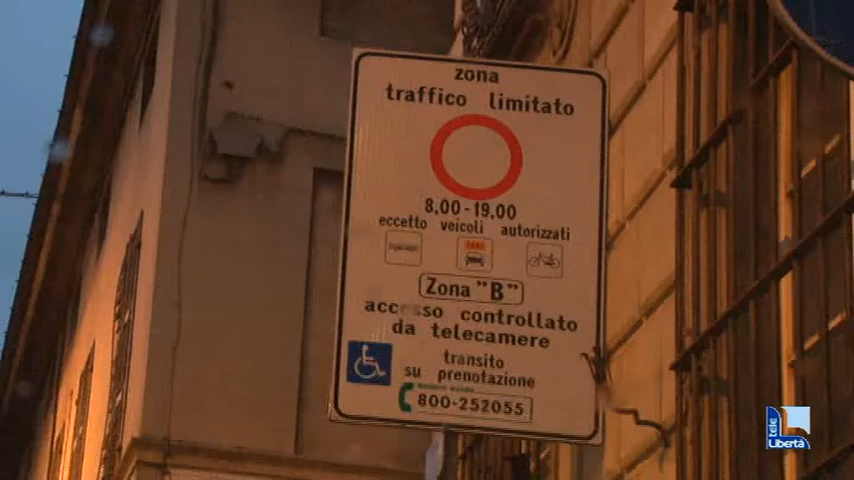 zona
traffico limitato
8,00-19,00
eccetto veicoli autorizzati
TAXI
Zona "B"
accesso controllato
da telecamere
transito
su prenotazione
800-252055
tele
Libertà